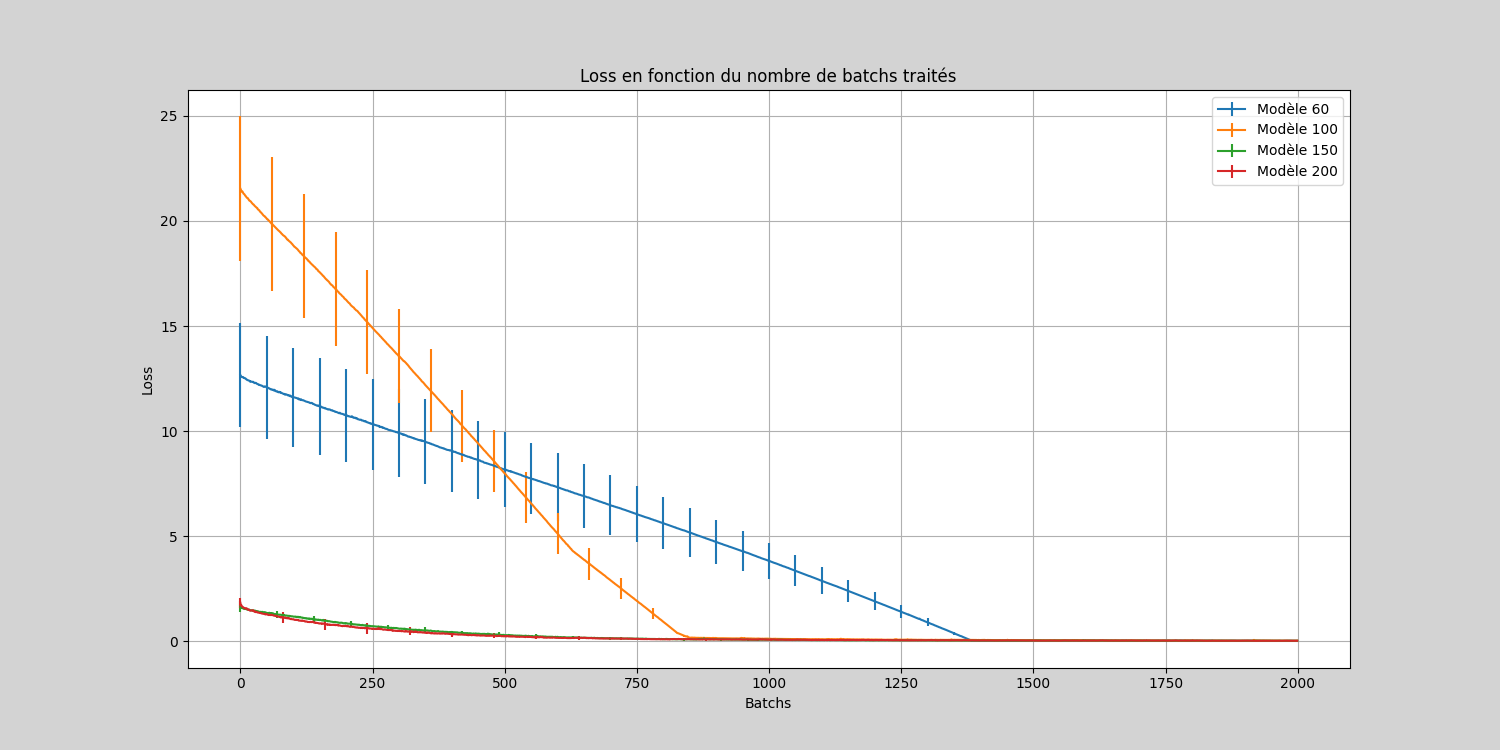 Loss en fonction du nombre de batchs traités
Modèle 60
Modèle 100
Modèle 150
Modèle 200
25
20
15
10
5
0
Loss
0 250 500 750 1000 1250 1500 1750 2000
Batchs